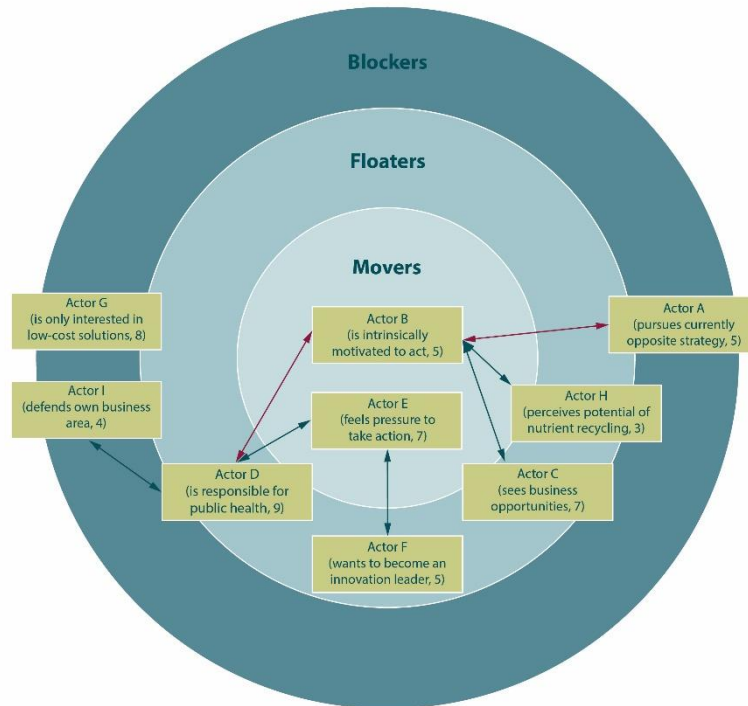 Blockers
Floaters
Movers
Actor G
(is only interested in
low-cost solutions, 8)
Actor B
(is intrinsically
motivated to act, 5)
Actor A
(pursues currently
opposite strategy, 5)
Actor I
(defends own business
area, 4)
Actor E
(feels pressure to
take action, 7)
Actor H
(perceives potential of
nutrient recycling, 3)
Actor D
(is responsible for
public health, 9)
Actor C
(sees business
opportunities, 7)
Actor F
(wants to become an
innovation leader, 5)